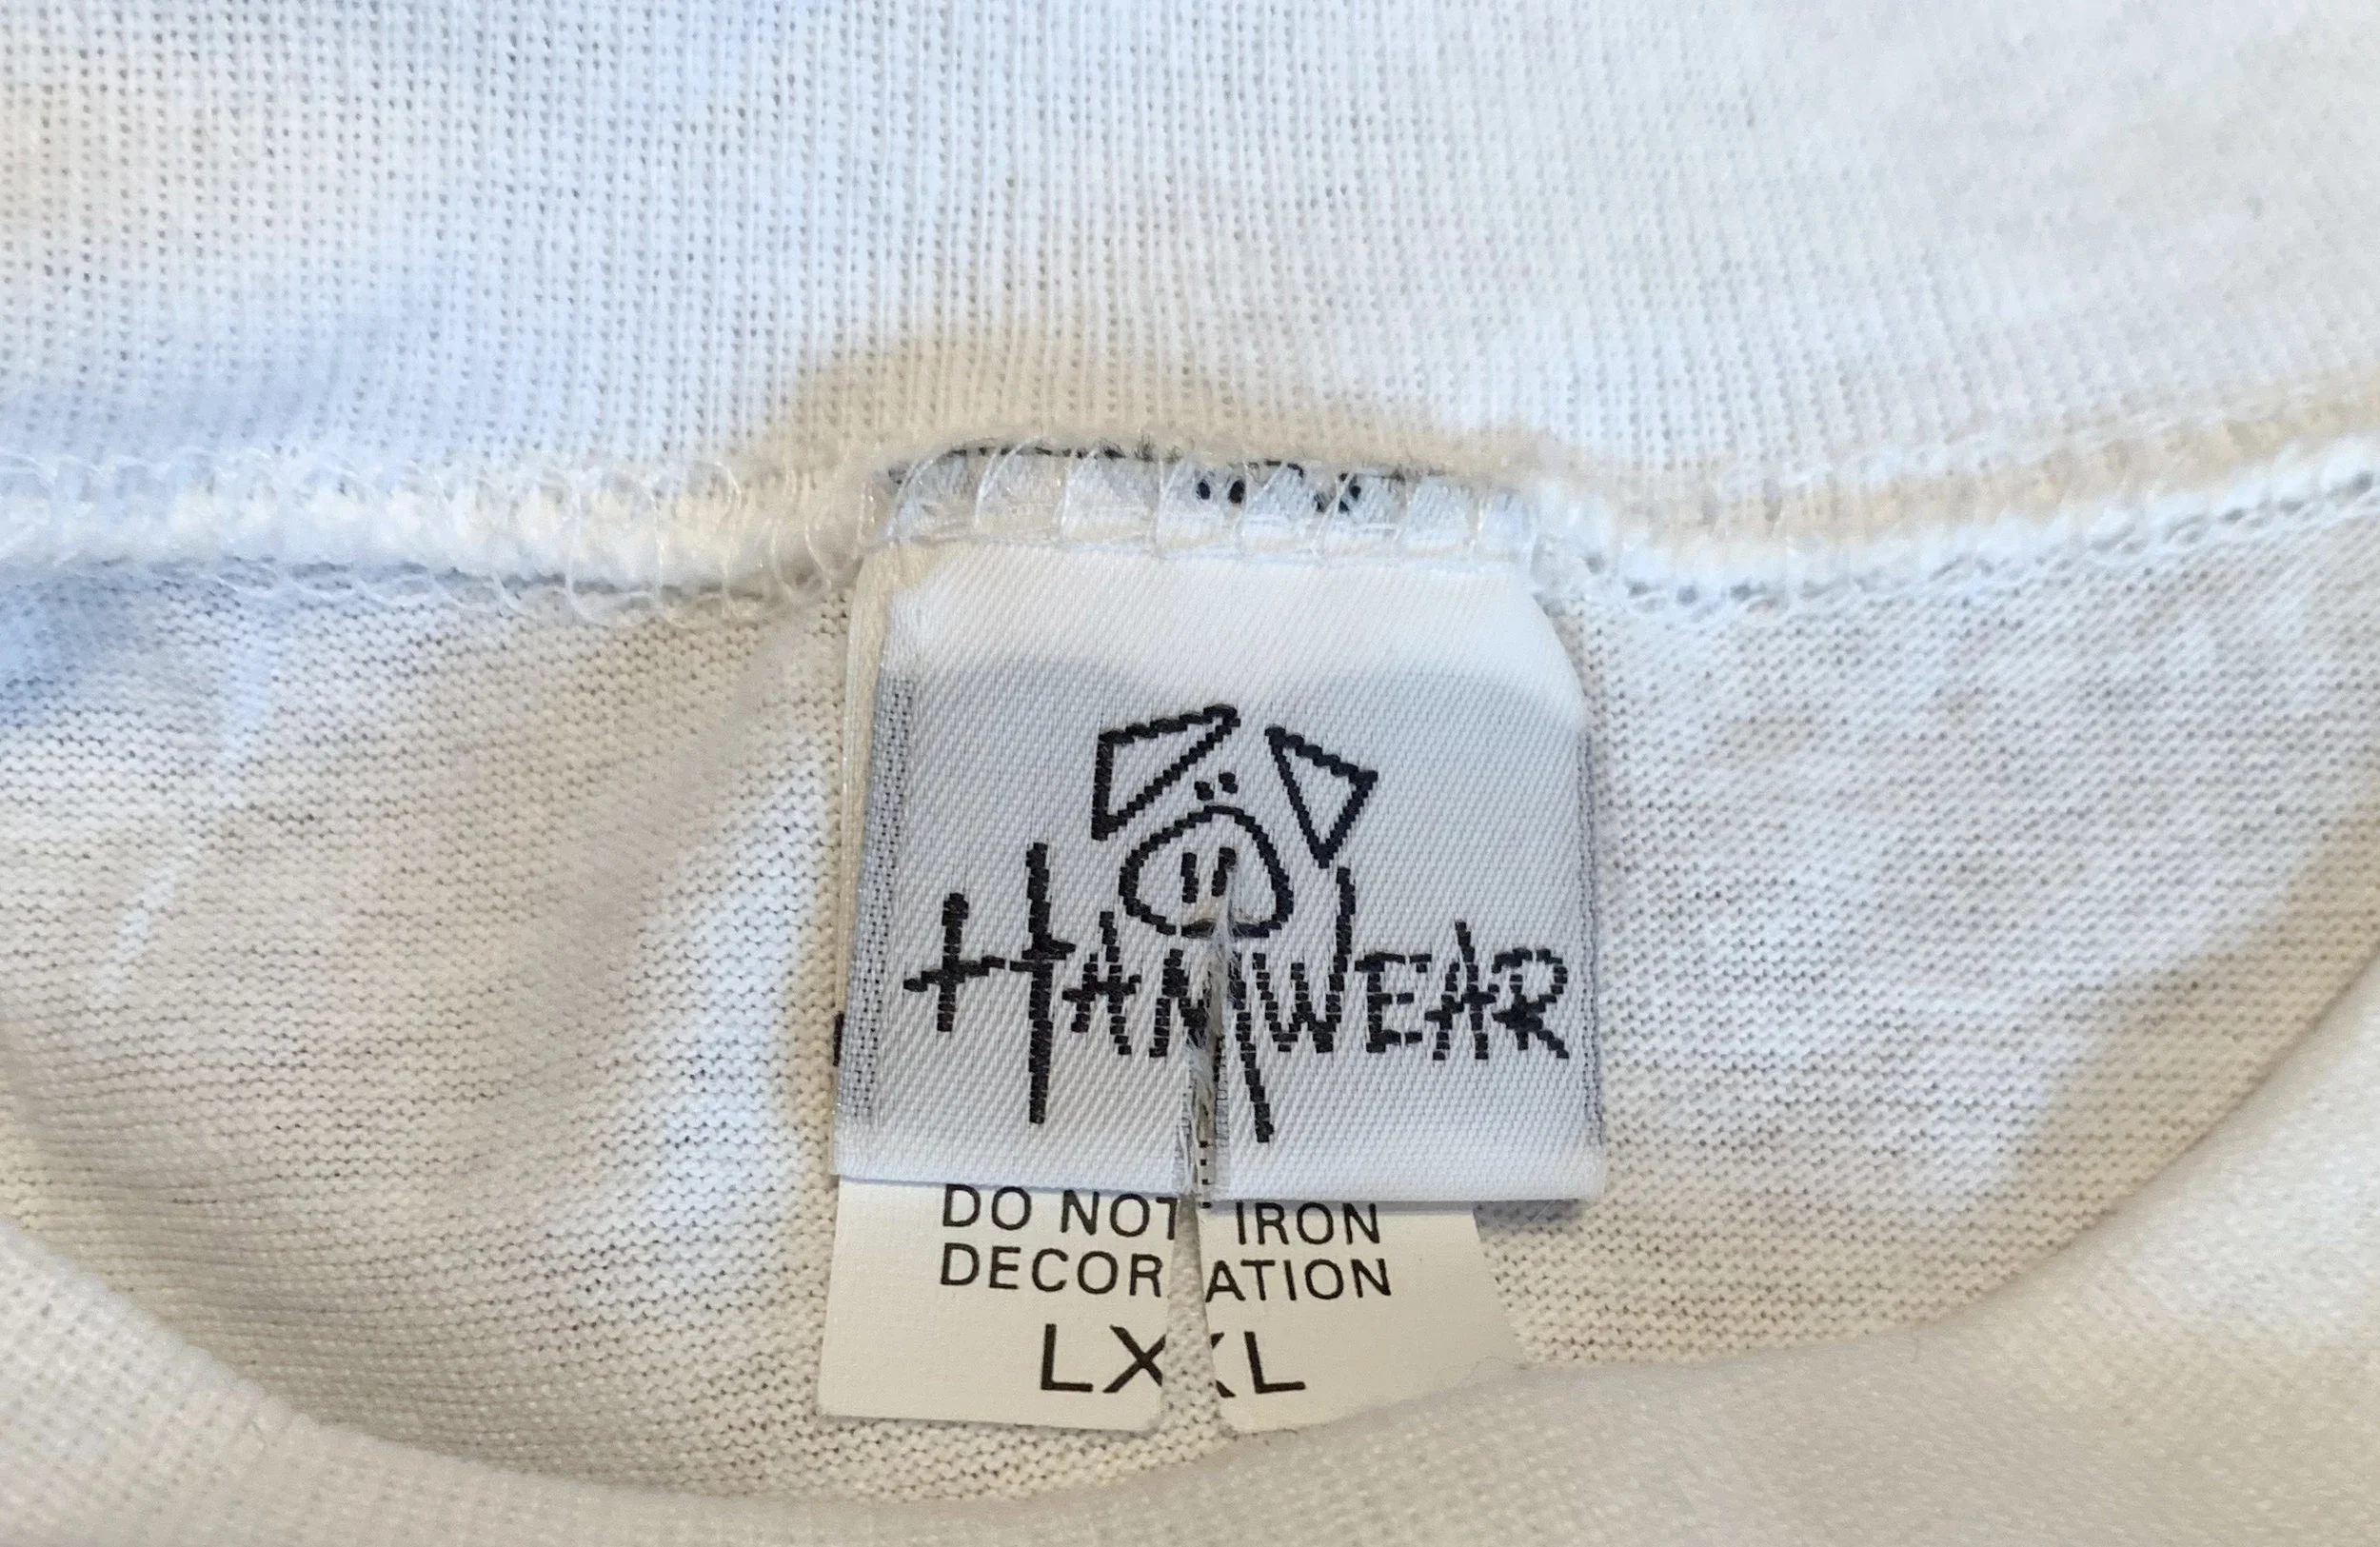 HAMWEAR
DO NOT IRON
DECORATION
LXXL